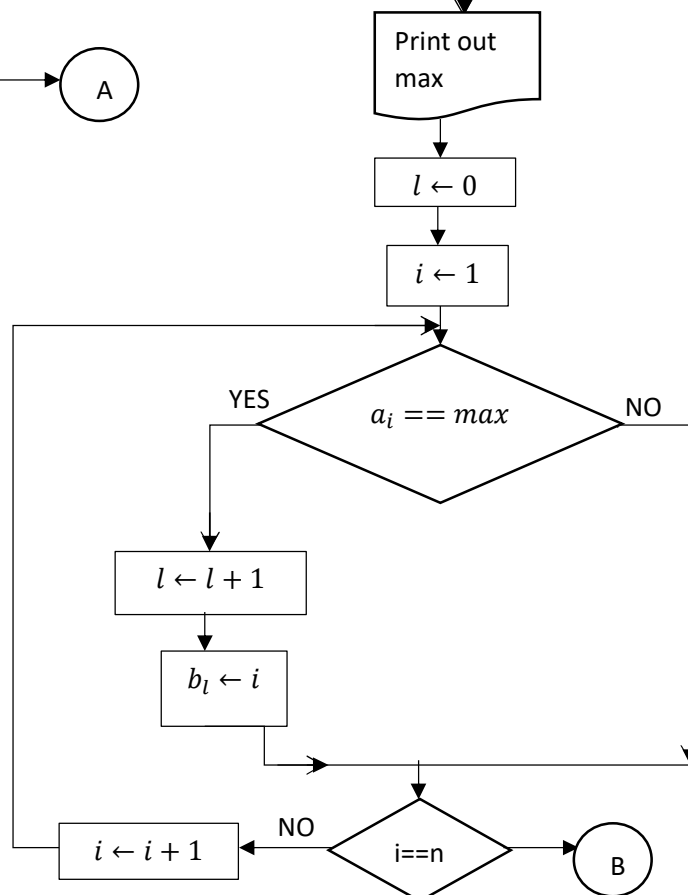 A
Print out
max
l ← 0
i ← 1
YES
a_i == max
NO
l ← l + 1
b_l ← i
NO
i ← i + 1
i==n
B